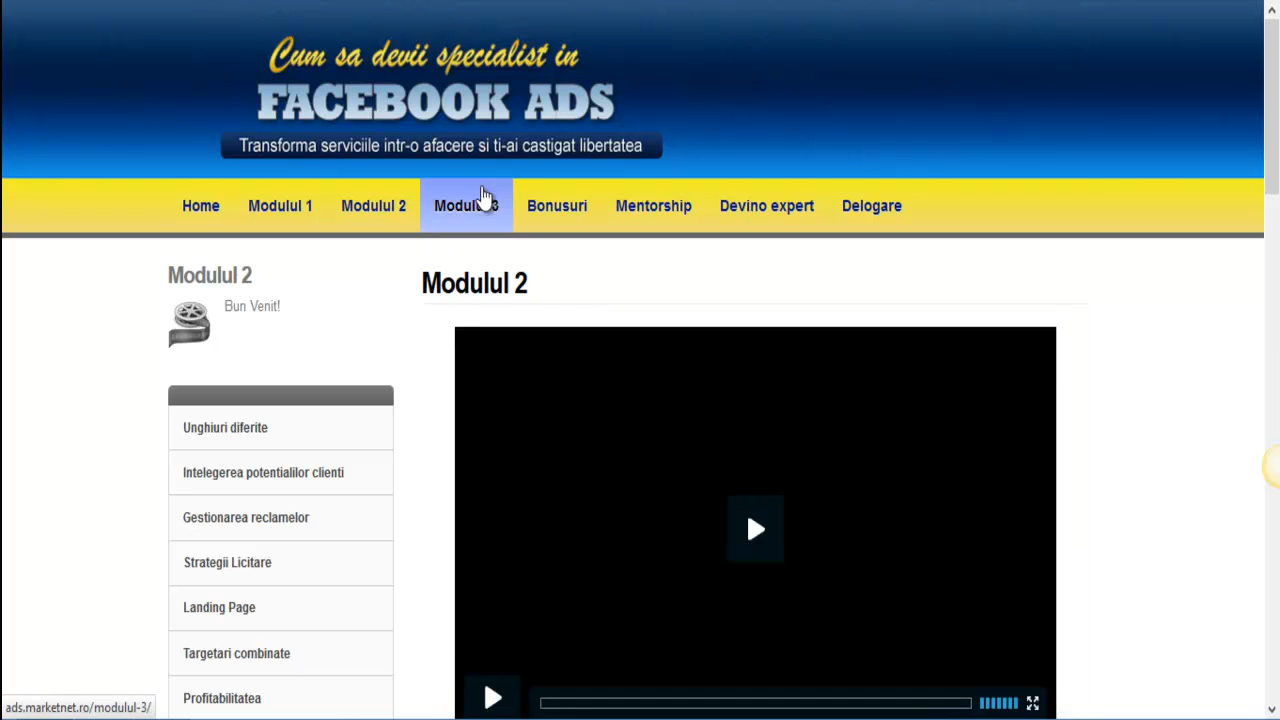 Cum sa devii specialist in
FACEBOOK ADS
Transforma serviciile intr-o afacere si ti-ai castigat libertatea
Home Modulul 1 Modulul 2 Modulul 3 Bonusuri Mentorship Devino expert Delogare
Modulul 2
Bun Venit!
Unghiuri diferite
Intelegerea potentialilor clienti
Gestionarea reclamelor
Strategii Licitare
Landing Page
Targetari combinate
Profitabilitatea
Modulul 2
ads.marketnet.ro/modulul-3/